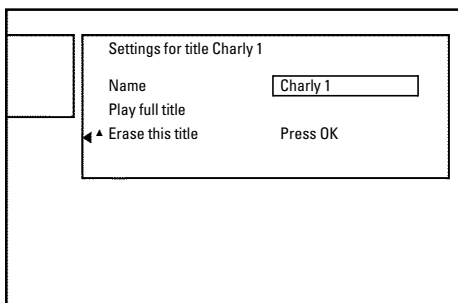 Settings for title Charly 1
Name Charly 1
Play full title
Erase this title Press OK